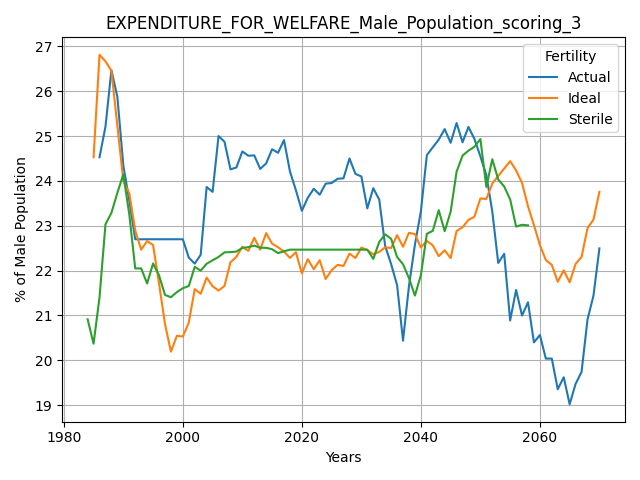 EXPENDITURE_FOR_WELFARE_Male_Population_scoring_3
Fertility
Actual
Ideal
Sterile
% of Male Population
27
26
25
24
23
22
21
20
19
1980
2000
2020
2040
2060
Years